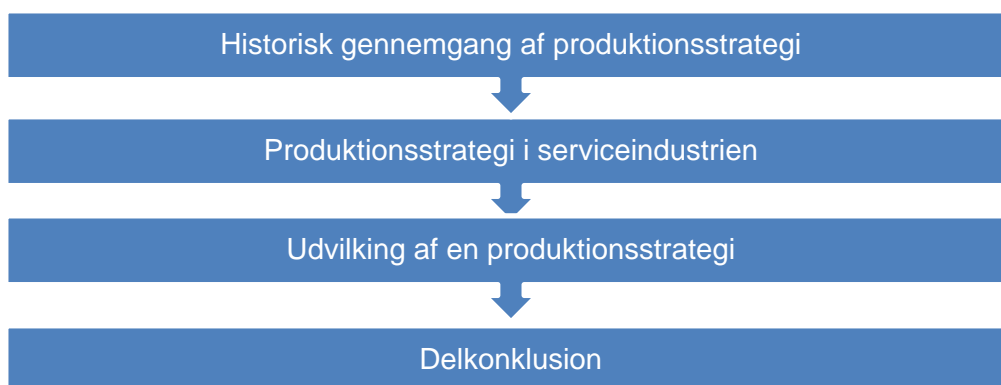 Historisk gennemgang af produktionsstrategi
Produktionsstrategi i serviceindustrien
Udvilking af en produktionsstrategi
Delkonklusion